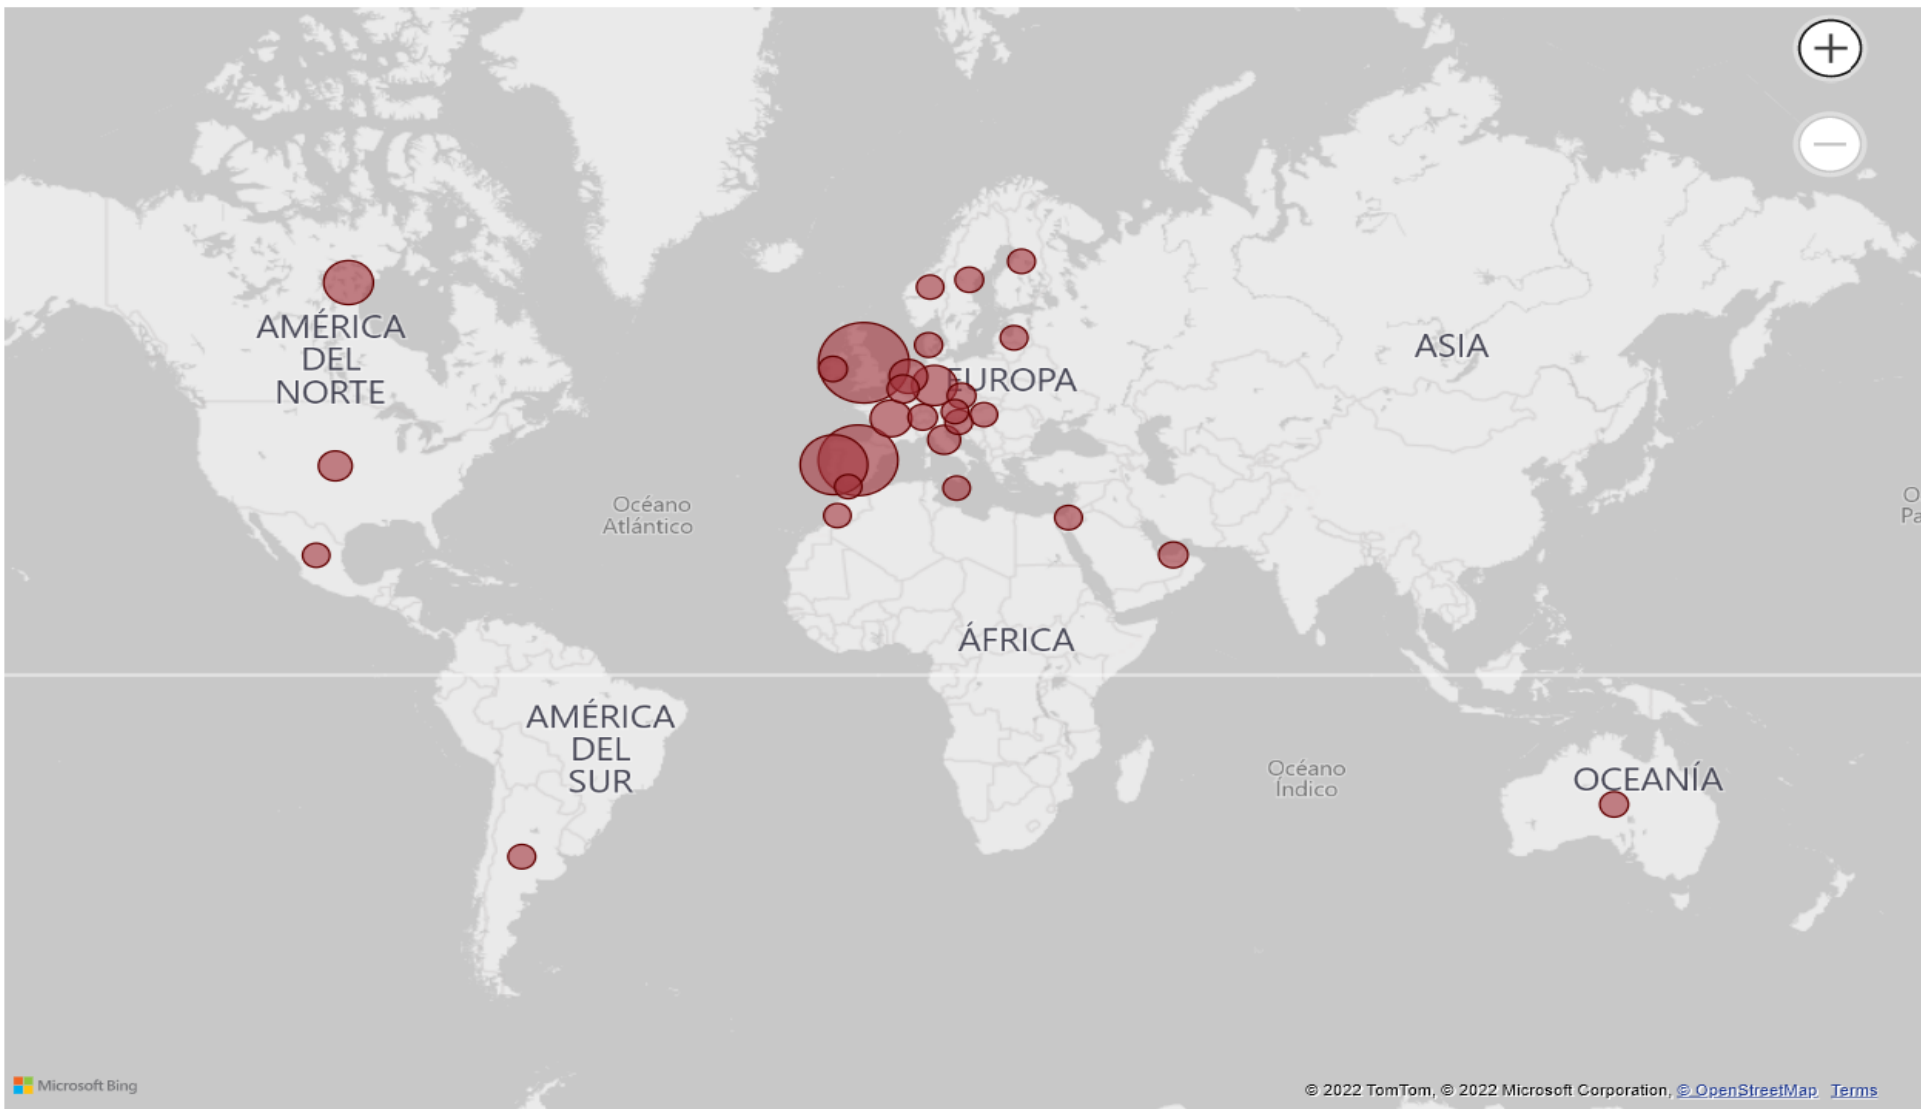 AMÉRICA
DEL
NORTE
EUROPA
ASIA
Océano
Atlántico
O
Pa
ÁFRICA
AMÉRICA
DEL
SUR
Océano
Índico
OCEANÍA
Microsoft Bing
© 2022 TomTom, © 2022 Microsoft Corporation, © OpenStreetMap Terms